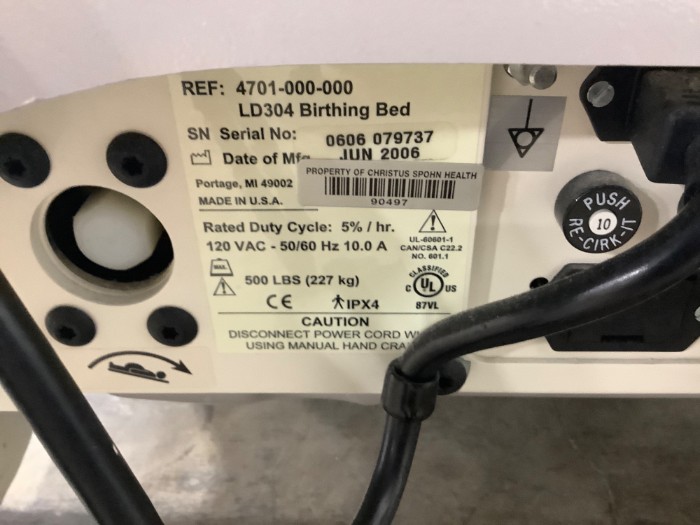 REF: 4701-000-000
LD304 Birthing Bed
SN Serial No: 0606 079737
Date of Mfg JUN 2006
PROPERTY OF CHRISTUS SPOHN HEALTH
90497
Portage, MI 49002
MADE IN U.S.A.
Rated Duty Cycle: 5% / hr.
120 VAC - 50/60 Hz 10.0 A
UL-60601-1
CAN/CSA C22.2
NO. 601.1
500 LBS (227 kg)
CE IPX4
CLASSIFIED
C UL US
87VL
CAUTION
DISCONNECT POWER CORD
USING MANUAL HAND
PUSH
10
RE-CIRK-IT